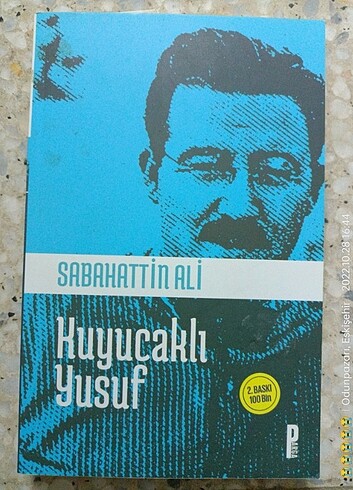 SABAHATTİN ALİ
Kuyucaklı
Yusuf
2. BASKI
100 Bin
Odunpazarı, Eskişehir
2022.10.28 16:44